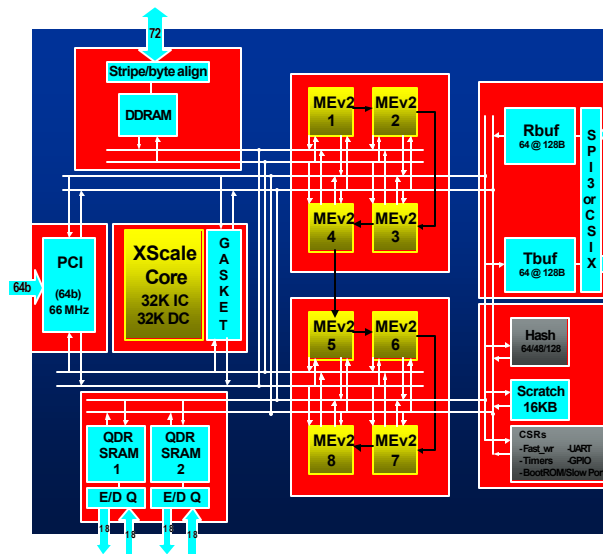 72
Stripe/byte align
DDRAM
MEv2
1
MEv2
2
MEv2
4
MEv2
3
Rbuf
64 @ 128B
Tbuf
64 @ 128B
SPI3
or
CSIX
64b
PCI
(64b)
66 MHz
XScale
Core
32K IC
32K DC
GASKET
MEv2
5
MEv2
6
MEv2
8
MEv2
7
Hash
64/48/128
Scratch
16KB
CSRs
-Fast_wr -UART
-Timers -GPIO
-BootROM/Slow Port
QDR
SRAM
1
QDR
SRAM
2
E/D Q
E/D Q
18
18
18
18